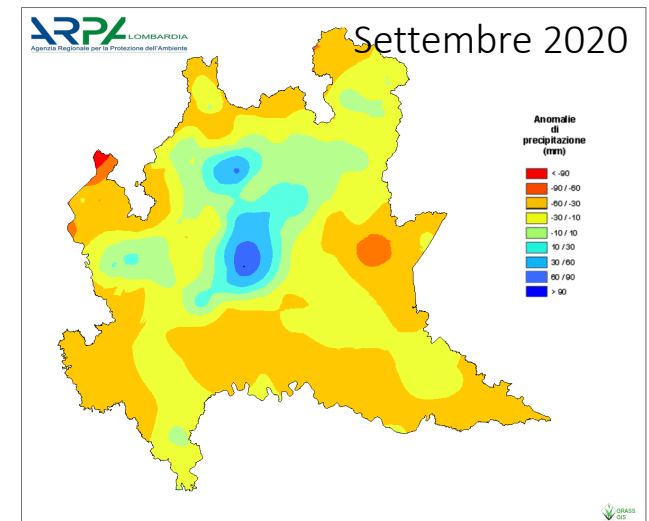 ARPA LOMBARDIA
Agenzia Regionale per la Protezione dell'Ambiente
Settembre 2020
Anomalie
di
precipitazione
(mm)
< -90
-90 / -60
-60 / -30
-30 / -10
-10 / 10
10 / 30
30 / 60
60 / 90
> 90
GRASS
GIS